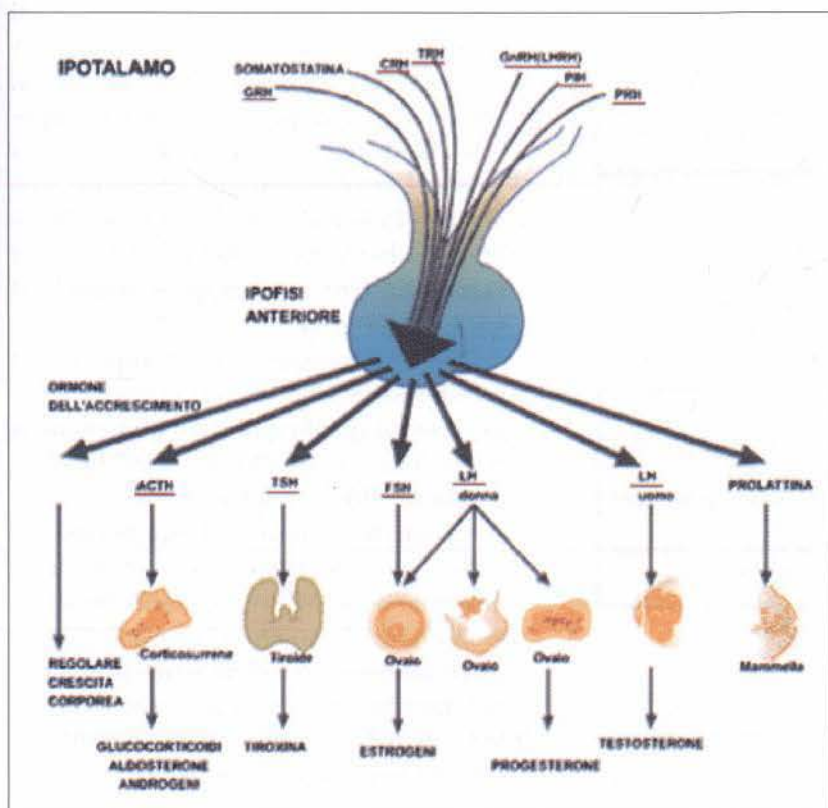 IPOTALAMO
SOMATOSTATINA
GRH
CRH
TRH
GnRH(LHRH)
PIH
PRH
IPOFISI
ANTERIORE
ORMONE
DELL'ACCRESCIMENTO
ACTH
TSH
FSH
LH
donna
LH
uomo
PROLATTINA
Corticosurrene
Tiroide
Ovaio
Ovaio
Ovaio
Mammella
REGOLARE
CRESCITA
CORPOREA
GLUCOCORTICOIDI
ALDOSTERONE
ANDROGENI
TIROXINA
ESTROGENI
PROGESTERONE
TESTOSTERONE